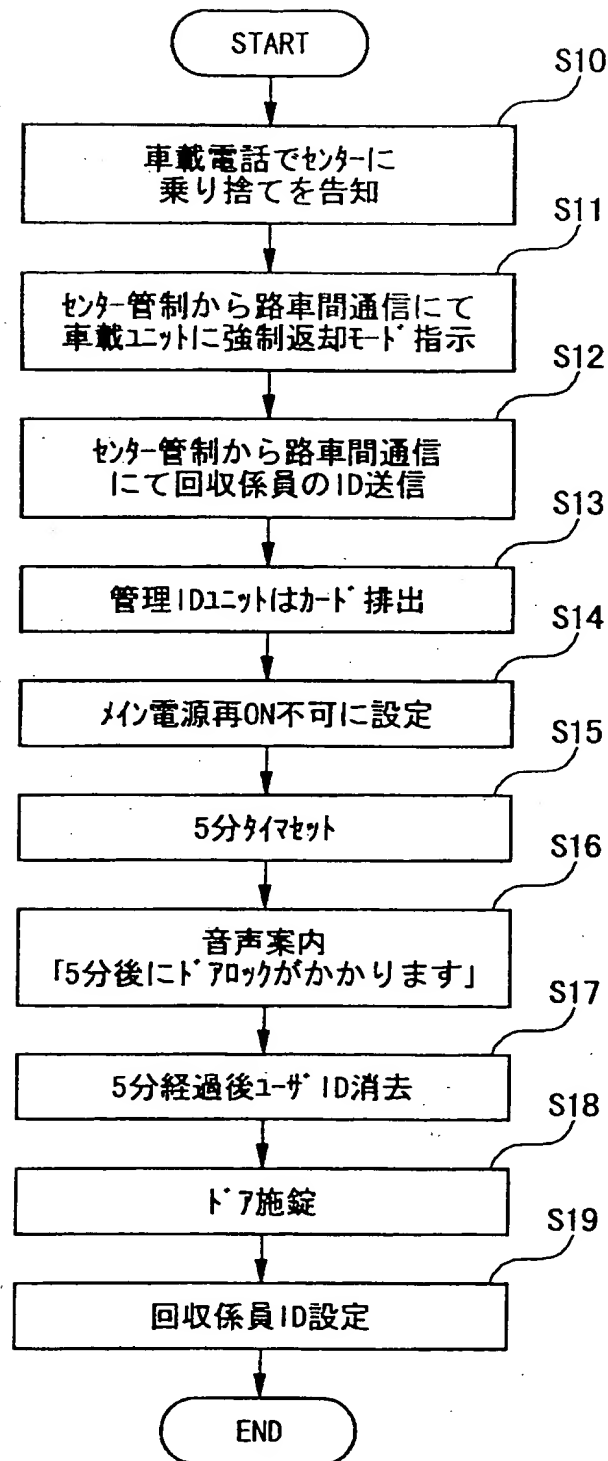 START
S10
車載電話でｾﾝﾀｰに
乗り捨てを告知
S11
ｾﾝﾀｰ管制から路車間通信にて
車載ﾕﾆｯﾄに強制返却ﾓｰﾄﾞ指示
S12
ｾﾝﾀｰ管制から路車間通信
にて回収係員のID送信
S13
管理IDﾕﾆｯﾄはｶｰﾄﾞ排出
S14
ﾒｲﾝ電源再ON不可に設定
S15
5分ﾀｲﾏｾｯﾄ
S16
音声案内
「5分後にﾄﾞｱﾛｯｸがかかります」
S17
5分経過後ﾕｰｻﾞID消去
S18
ﾄﾞｱ施錠
S19
回収係員ID設定
END